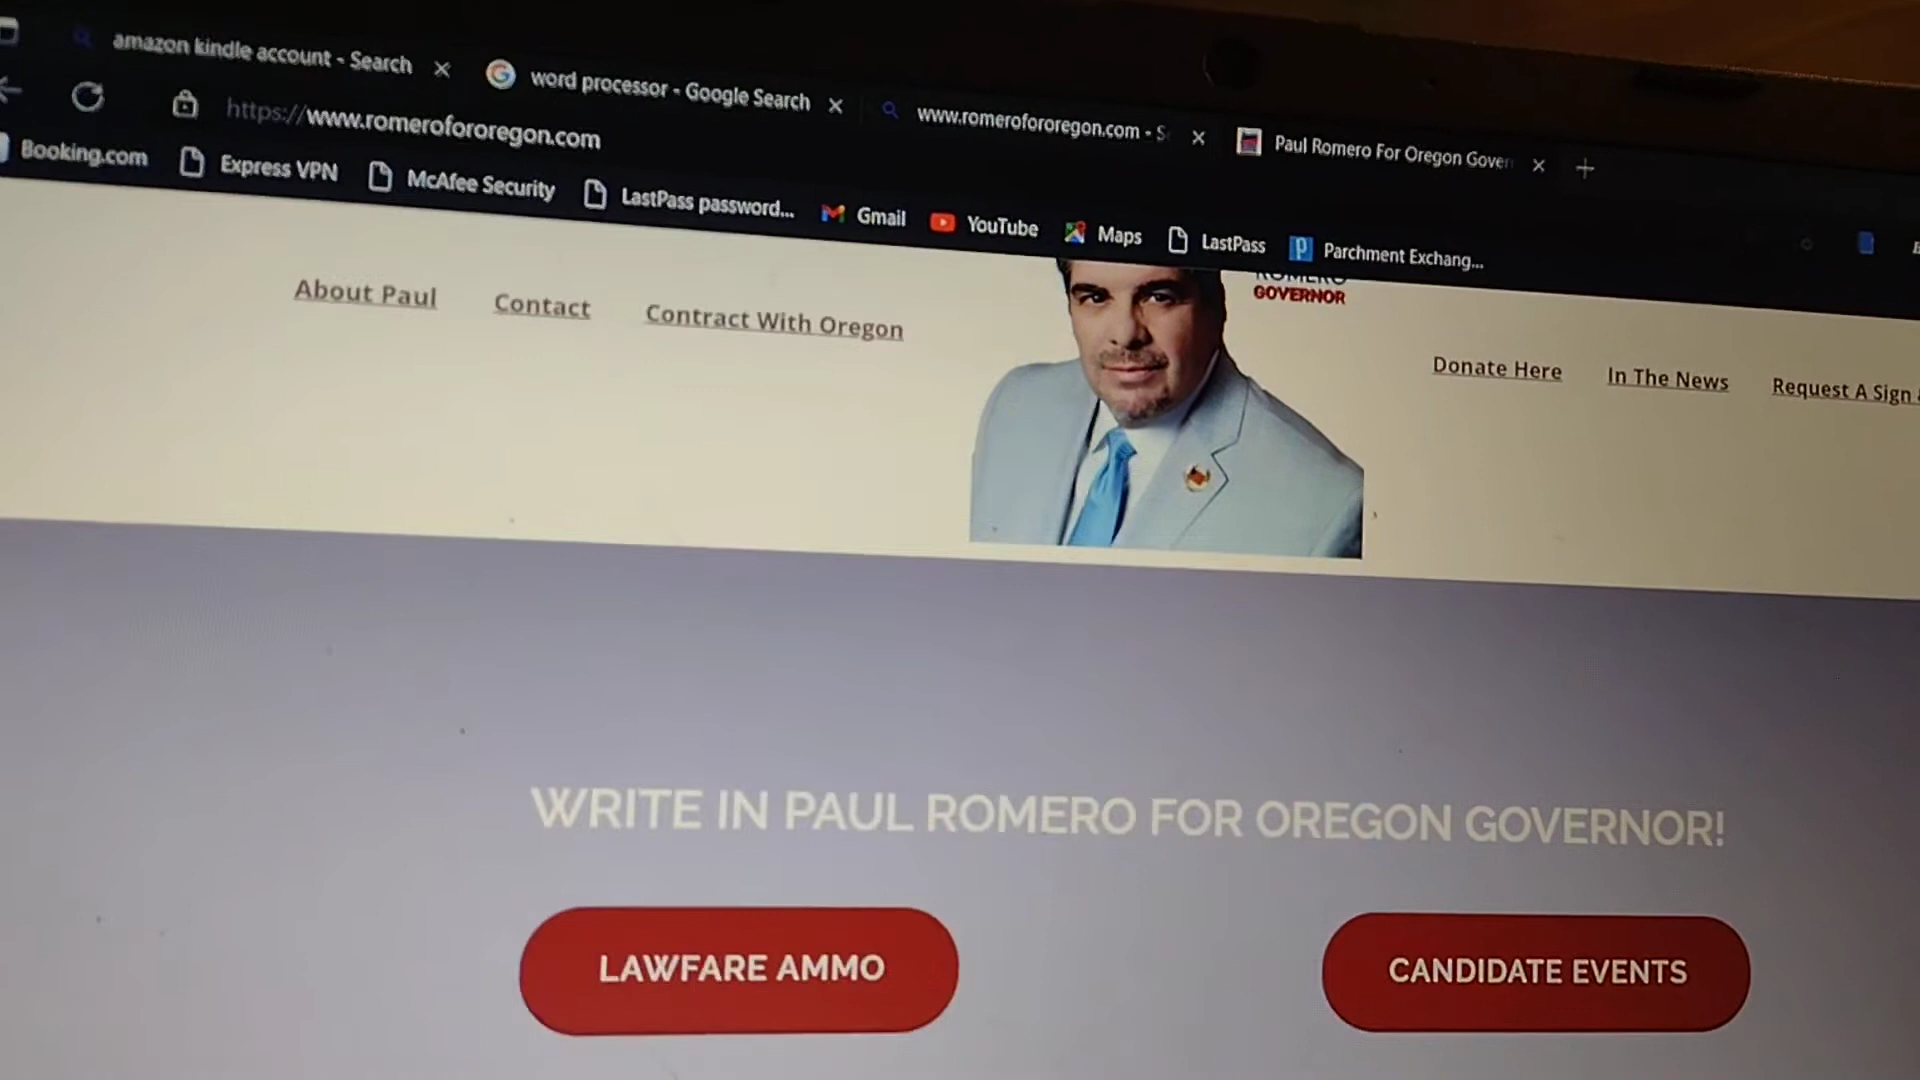 amazon kindle account - Search
word processor - Google Search
www.romerofororegon.com - S
Paul Romero For Oregon Gover
https://www.romerofororegon.com
Booking.com
Express VPN
McAfee Security
LastPass password...
Gmail
YouTube
Maps
LastPass
Parchment Exchang...
About Paul
Contact
Contract With Oregon
ROMERO
GOVERNOR
Donate Here
In The News
Request A Sign
WRITE IN PAUL ROMERO FOR OREGON GOVERNOR!
LAWFARE AMMO
CANDIDATE EVENTS